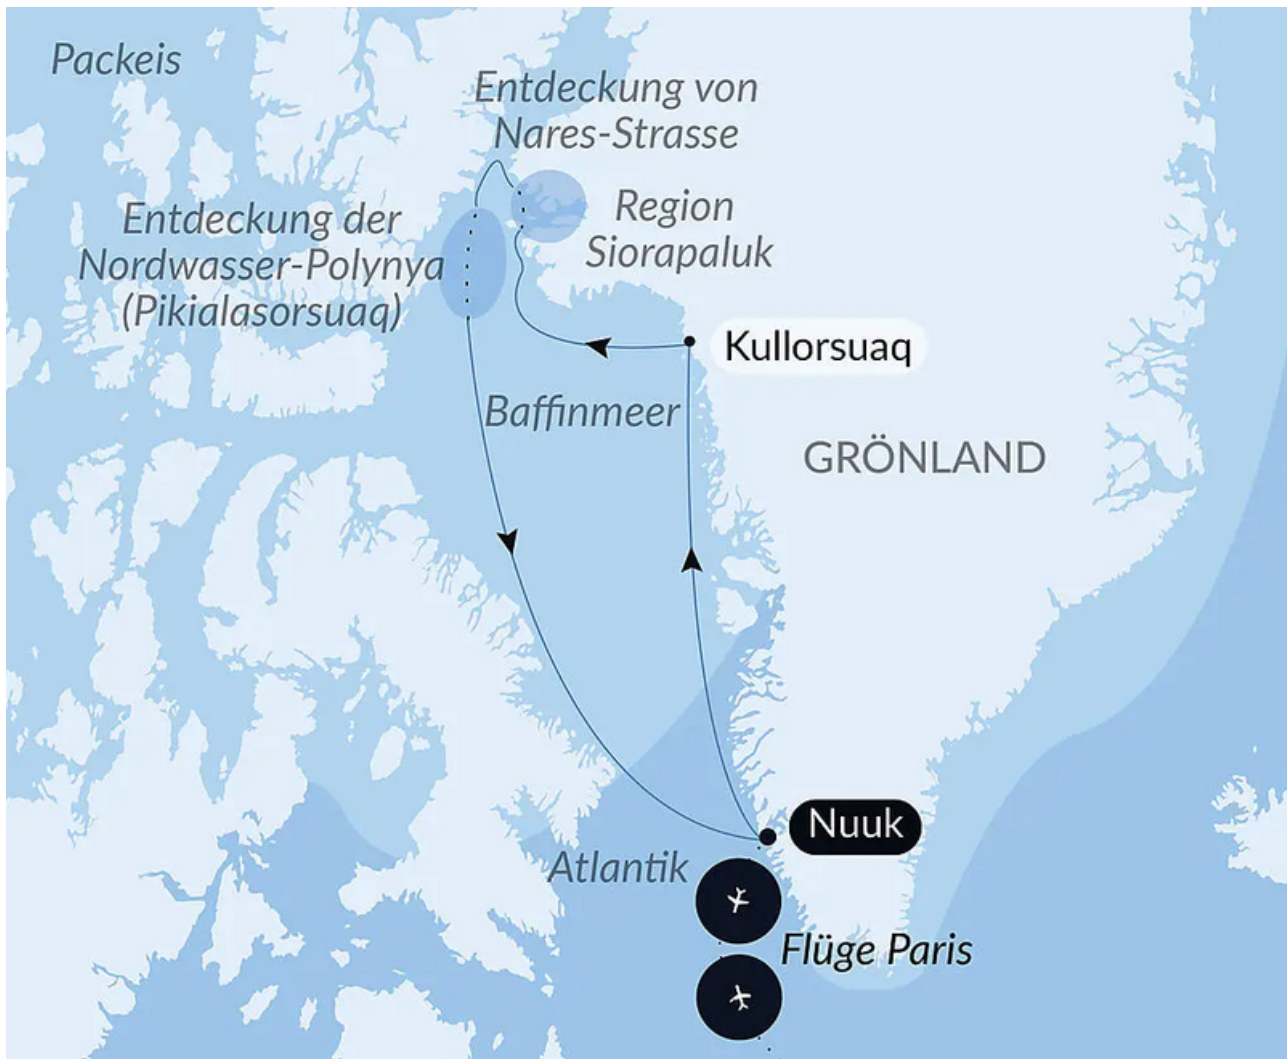 Packeis
Entdeckung von
Nares-Strasse
Entdeckung der
Nordwasser-Polynya
(Pikialasorsuaq)
Region
Siorapaluk
Kullorsuaq
Baffinmeer
GRÖNLAND
Nuuk
Atlantik
Flüge Paris